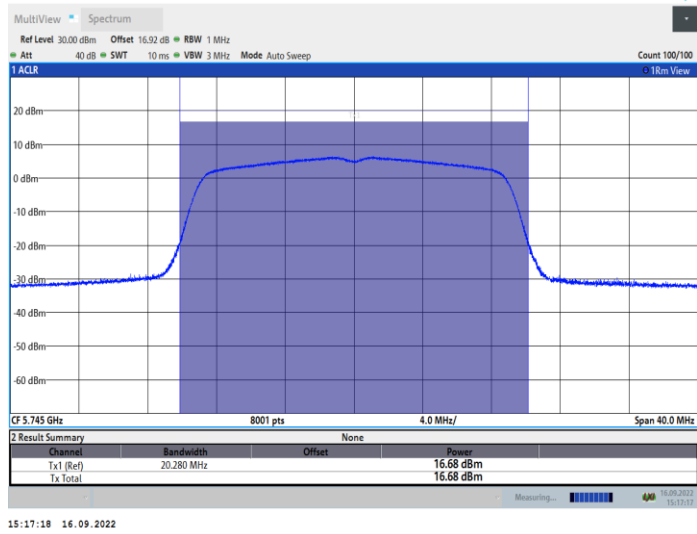 MultiView Spectrum
Ref Level 30.00 dBm Offset 16.92 dB RBW 1 MHz
Att 40 dB SWT 10 ms VBW 3 MHz Mode Auto Sweep Count 100/100
1 ACLR 1Rm View
20 dBm
10 dBm
0 dBm
-10 dBm
-20 dBm
-30 dBm
-40 dBm
-50 dBm
-60 dBm
CF 5.745 GHz 8001 pts 4.0 MHz/ Span 40.0 MHz
2 Result Summary None
Channel Bandwidth Offset Power
Tx1 (Ref) 20.280 MHz 16.68 dBm
Tx Total 16.68 dBm
Measuring... 16.09.2022
15:17:17
15:17:18 16.09.2022